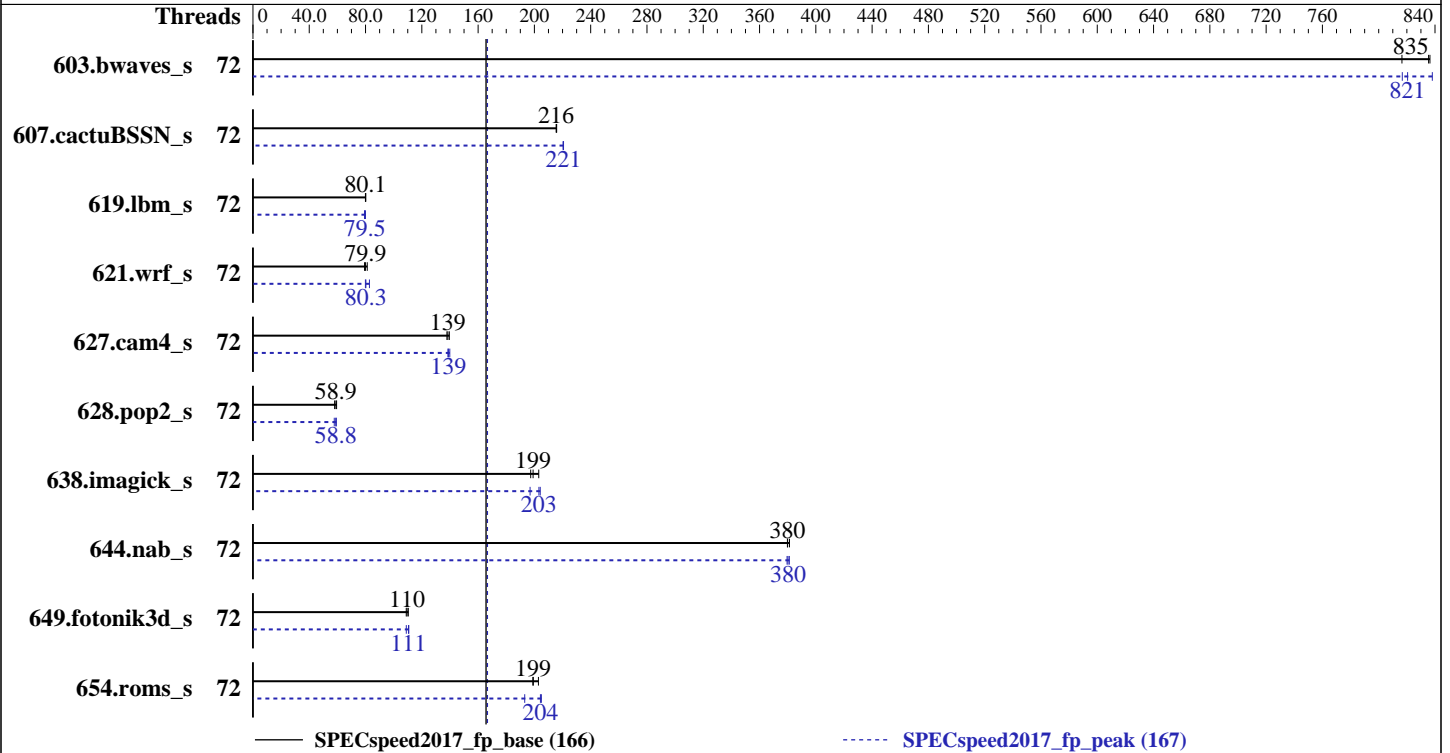 Threads 0 40.0 80.0 120 160 200 240 280 320 360 400 440 480 520 560 600 640 680 720 760 840
835
603.bwaves_s 72
821
216
607.cactuBSSN_s 72
221
80.1
619.lbm_s 72
79.5
79.9
621.wrf_s 72
80.3
139
627.cam4_s 72
139
58.9
628.pop2_s 72
58.8
199
638.imagick_s 72
203
380
644.nab_s 72
380
110
649.fotonik3d_s 72
111
199
654.roms_s 72
204
SPECspeed2017_fp_base (166) SPECspeed2017_fp_peak (167)